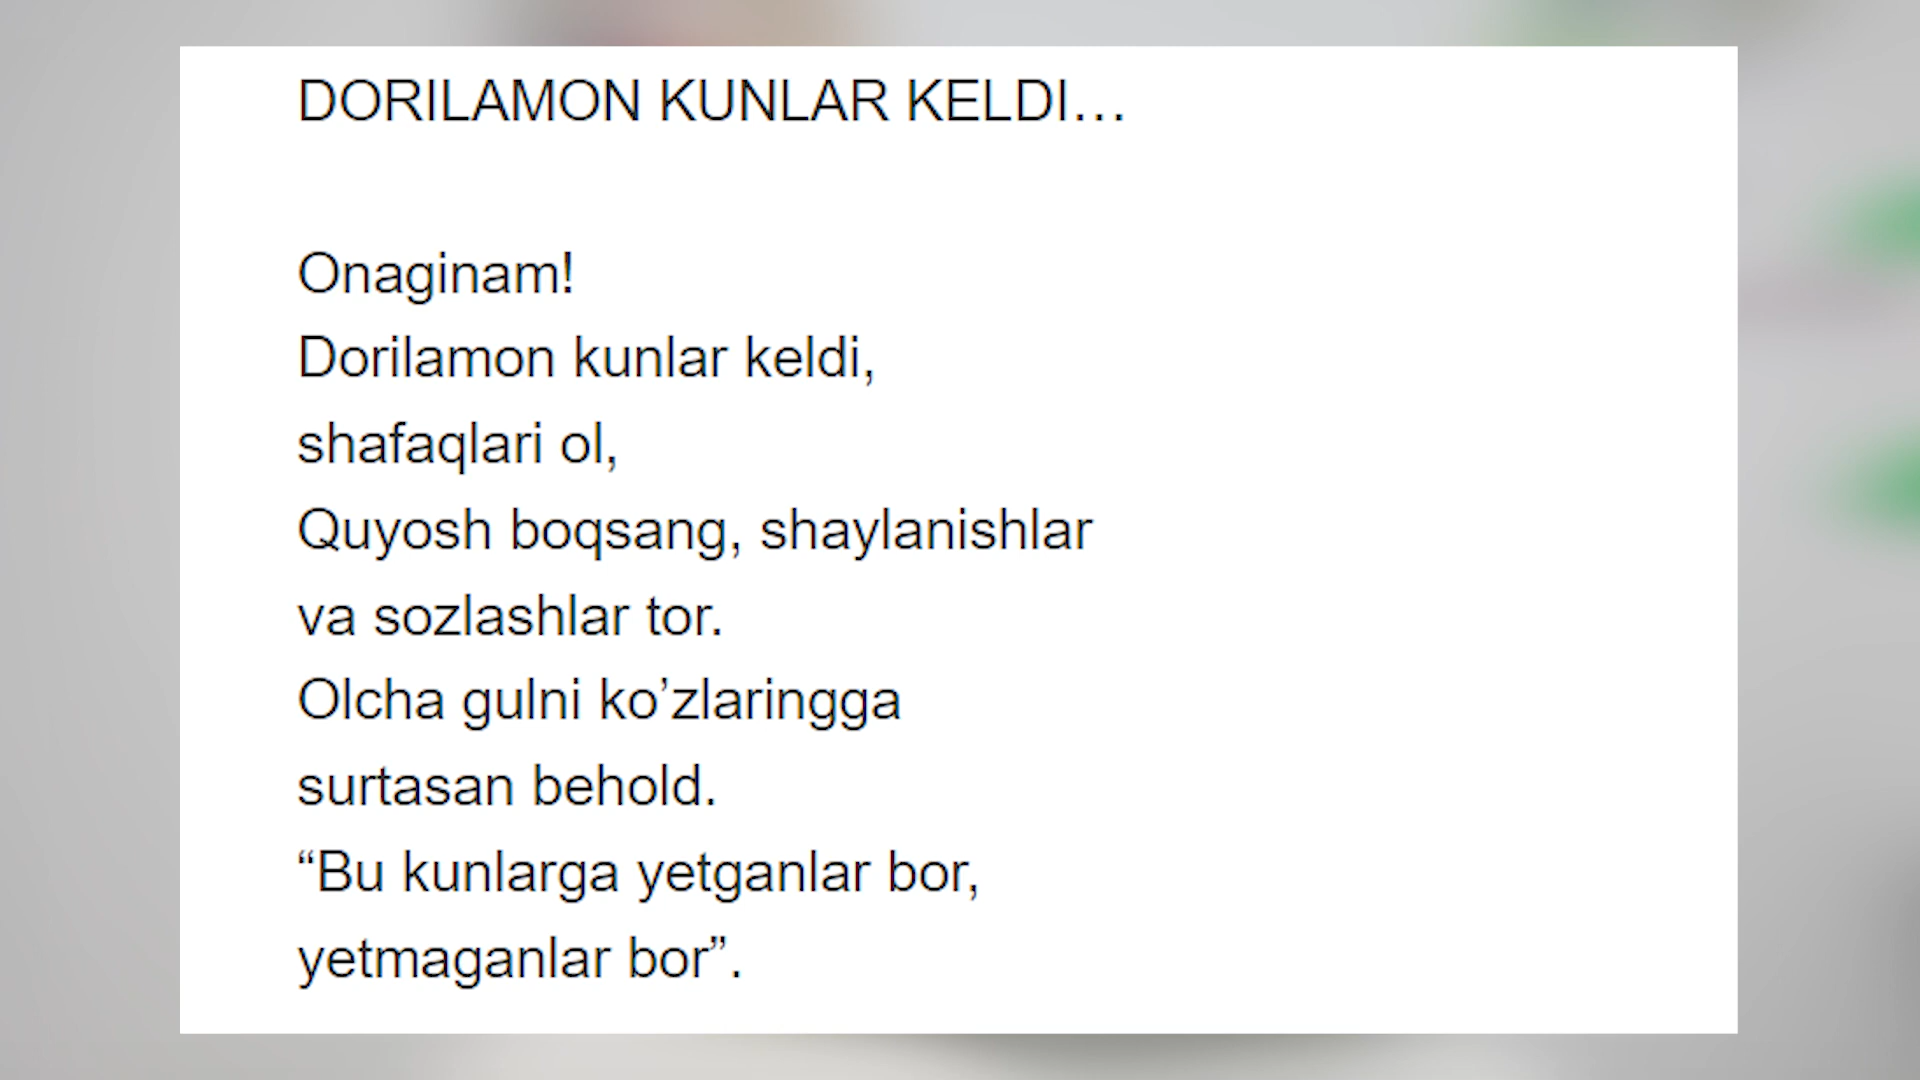 DORILAMON KUNLAR KELDI…
Onaginam!
Dorilamon kunlar keldi,
shafaqlari ol,
Quyosh boqsang, shaylanishlar
va sozlashlar tor.
Olcha gulni ko’zlaringga
surtasan behold.
“Bu kunlarga yetganlar bor,
yetmaganlar bor”.